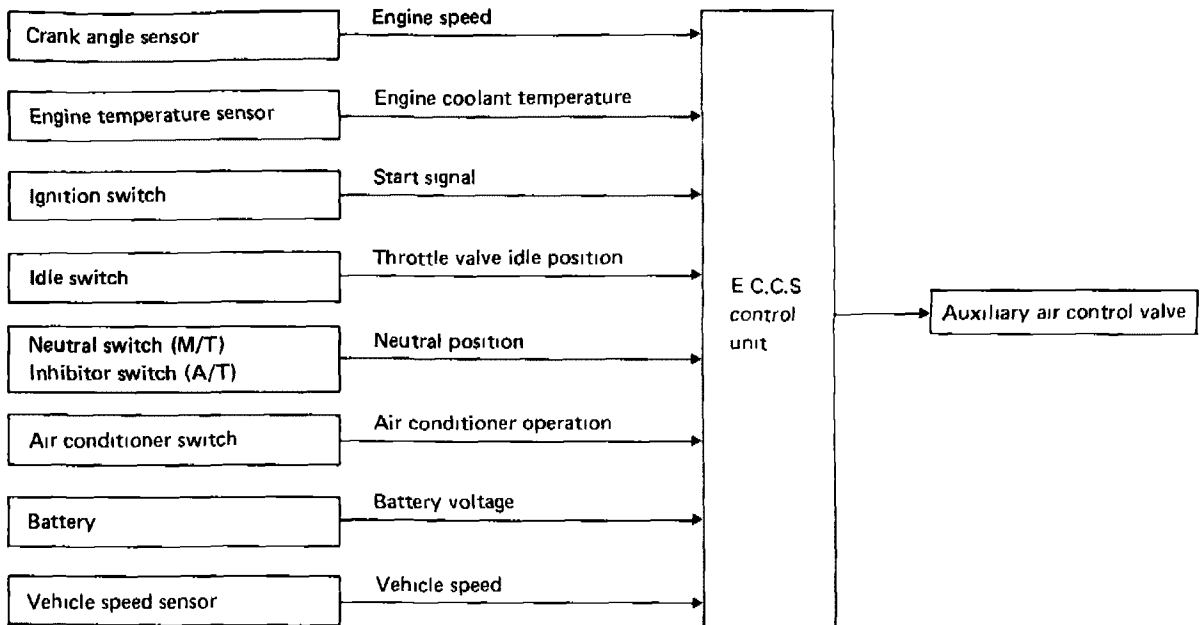 Crank angle sensor
Engine speed
Engine temperature sensor
Engine coolant temperature
Ignition switch
Start signal
Idle switch
Throttle valve idle position
Neutral switch (M/T)
Inhibitor switch (A/T)
Neutral position
Air conditioner switch
Air conditioner operation
Battery
Battery voltage
Vehicle speed sensor
Vehicle speed
E C.C.S
control
unit
Auxiliary air control valve